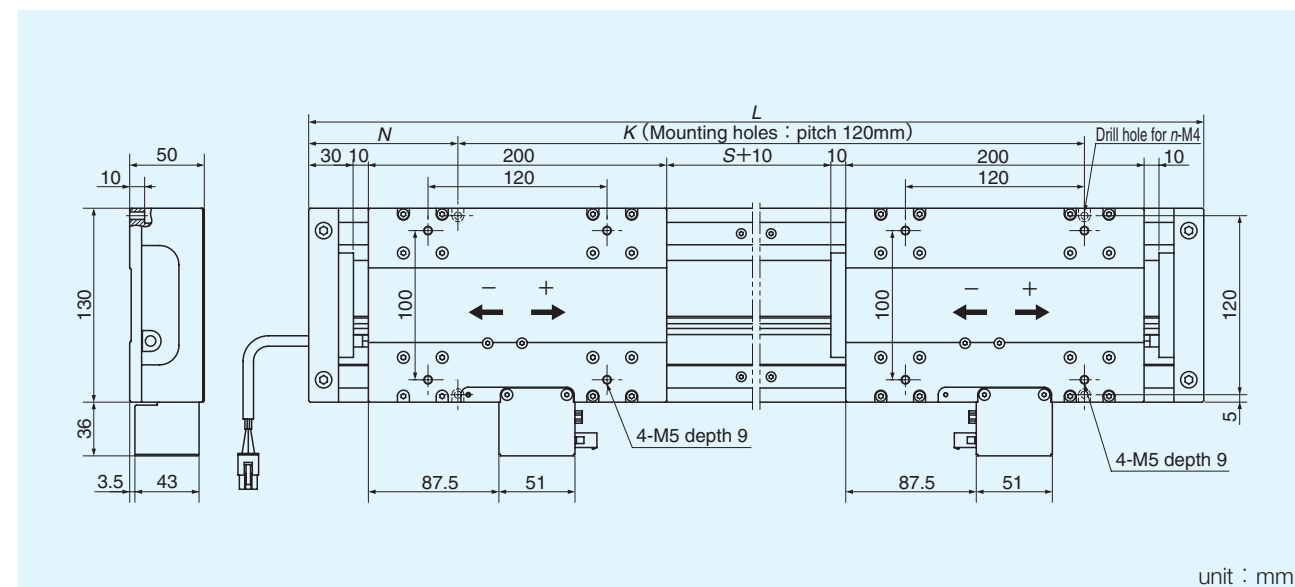 L
N
K (Mounting holes：pitch 120mm)
Drill hole for n-M4
50
30 10
200
S+10
10
200
10
10
120
120
130
100
− +
100
− +
120
36
5
4-M5 depth 9
4-M5 depth 9
3.5
43
87.5
51
87.5
51
unit：mm